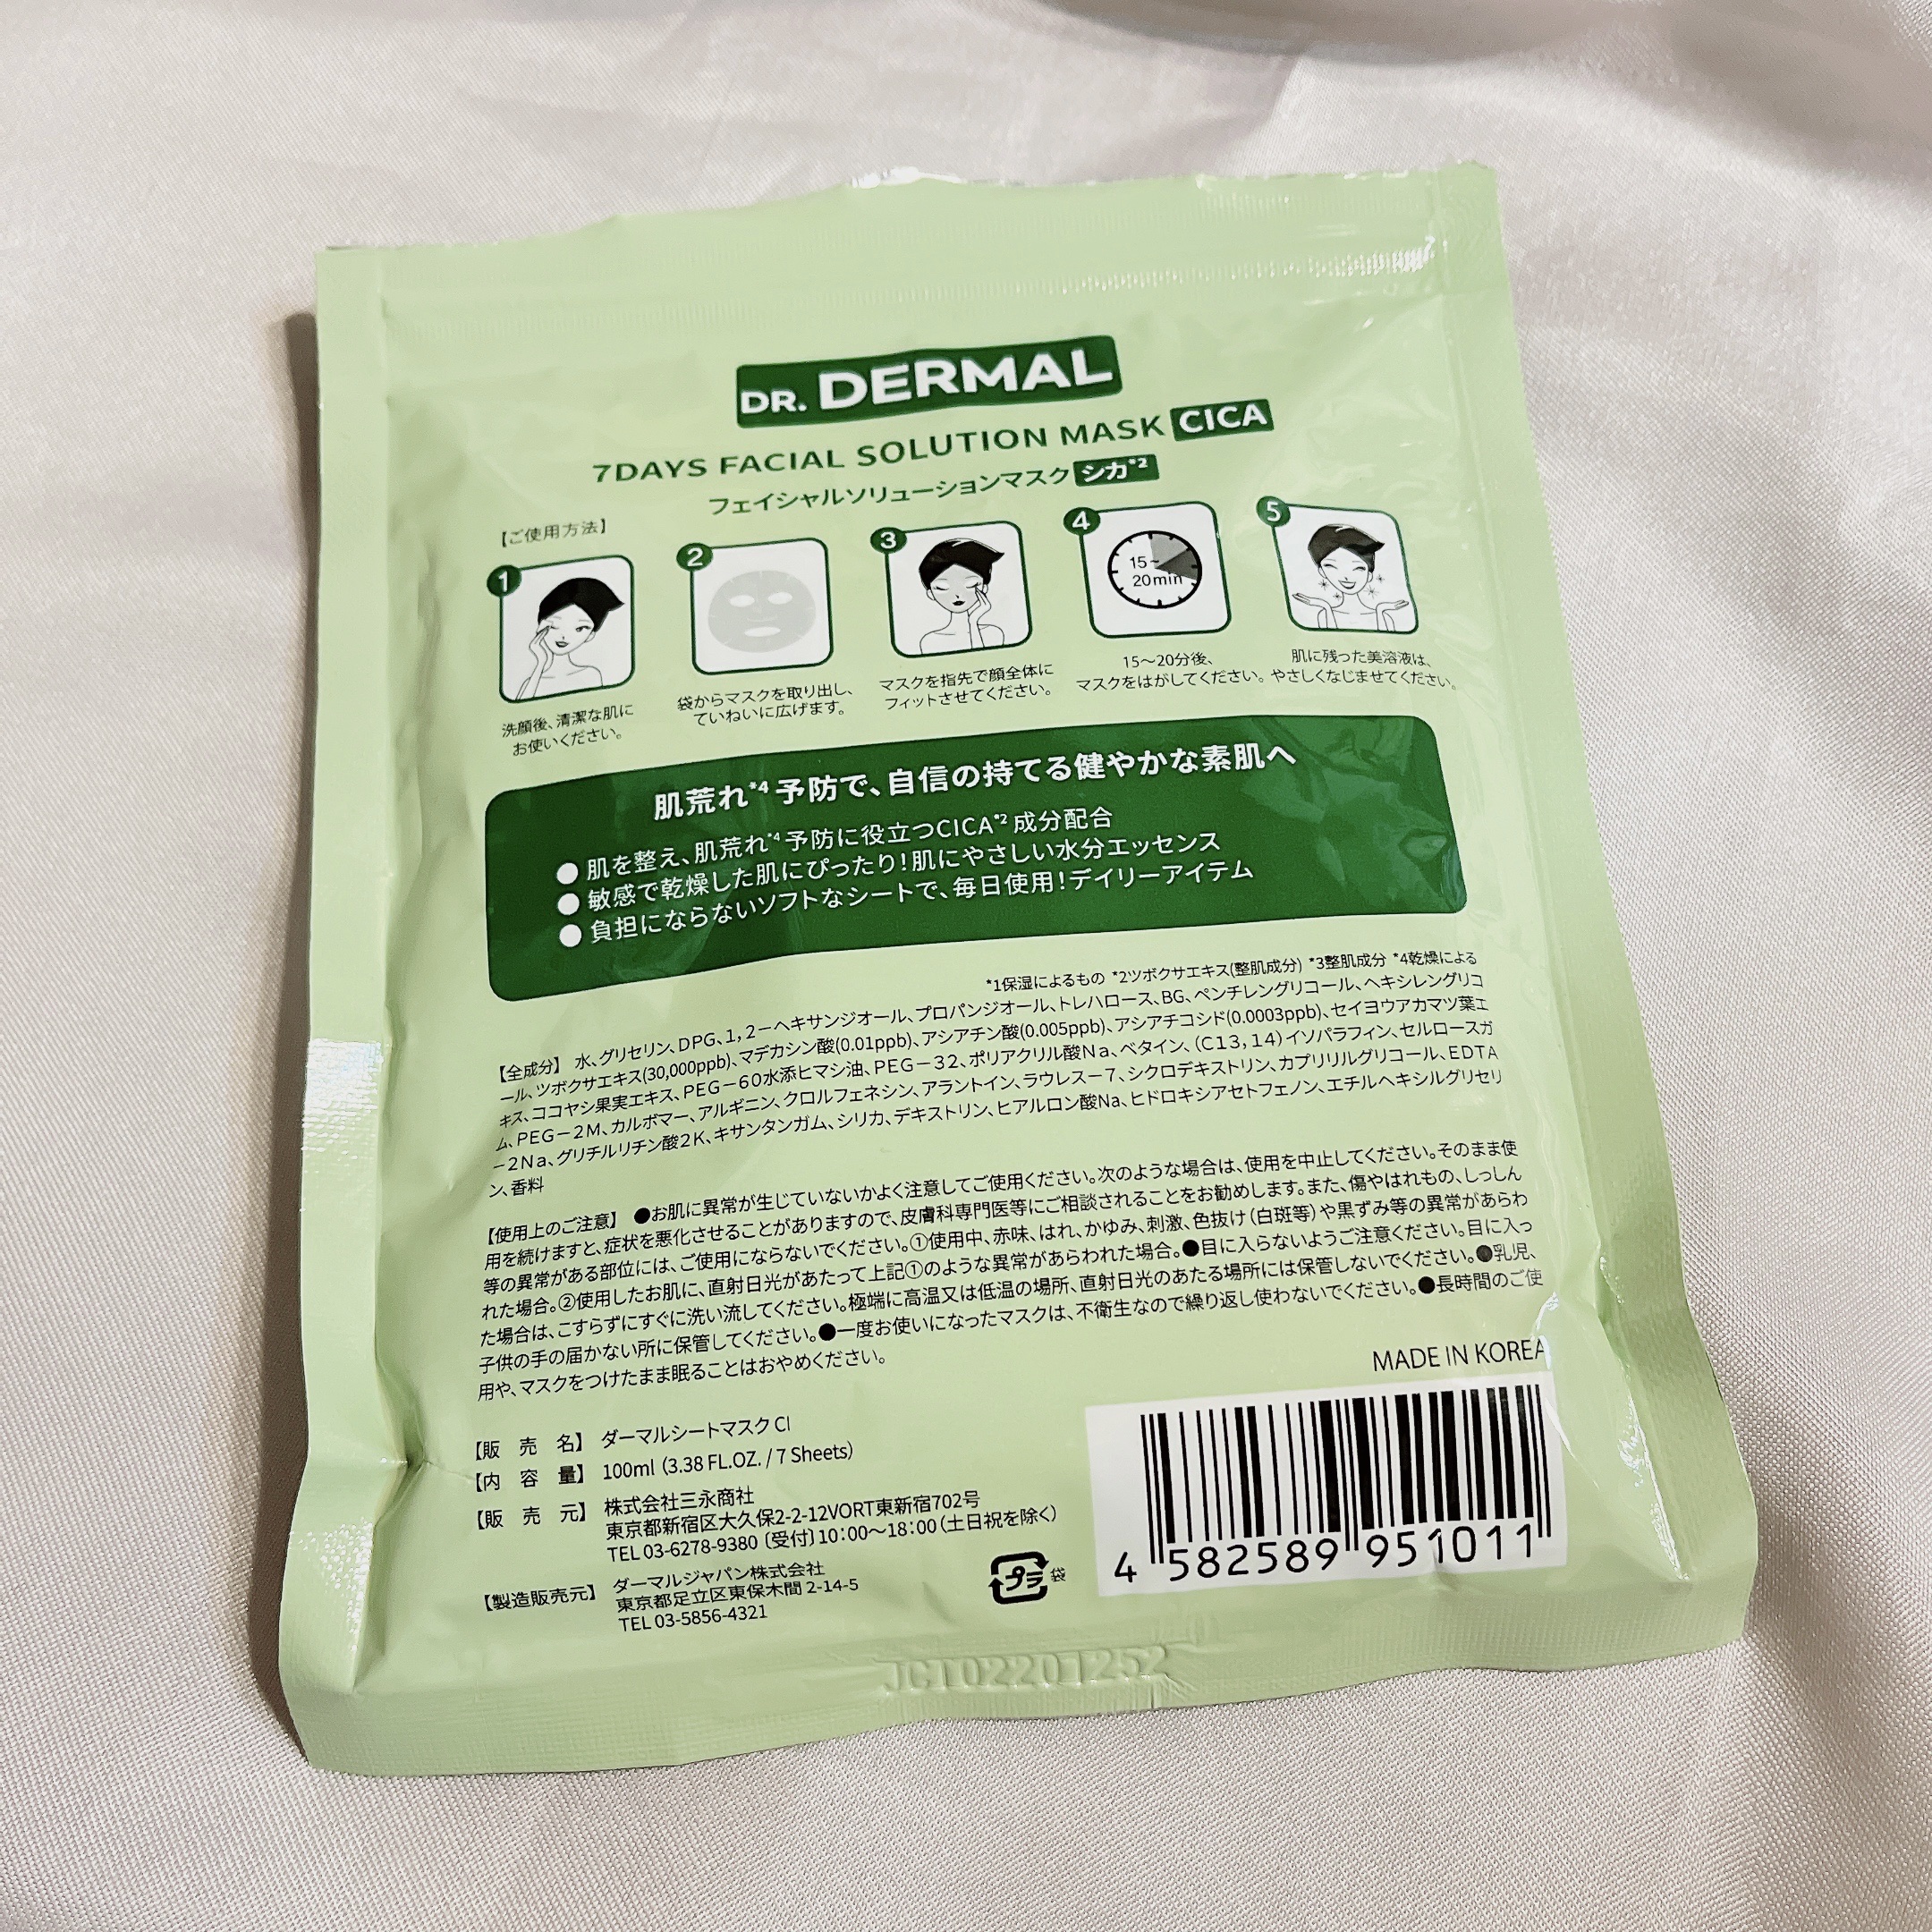 DR. DERMAL
7DAYS FACIAL SOLUTION MASK CICA
フェイシャルソリューションマスク シカ*2
【ご使用方法】
1
洗顔後、清潔な肌に
お使いください。
2
袋からマスクを取り出し、
ていねいに広げます。
3
マスクを指先で顔全体に
フィットさせてください。
4
15~
20min
15〜20分後、
マスクをはがしてください。
5
肌に残った美溶液は、
やさしくなじませてください。
肌荒れ*4予防で、自信の持てる健やかな素肌へ
●肌を整え、肌荒れ*4予防に役立つCICA*2成分配合
●敏感で乾燥した肌にぴったり!肌にやさしい水分エッセンス
●負担にならないソフトなシートで、毎日使用!デイリーアイテム
*1保湿によるもの *2ツボクサエキス(整肌成分) *3整肌成分 *4乾燥による
【全成分】 水、グリセリン、DPG、1,2-ヘキサンジオール、プロパンジオール、トレハロース、BG、ペンチレングリコール、ヘキシレングリコ
ール、ツボクサエキス(30,000ppb)、マデカシン酸(0.01ppb)、アシアチン酸(0.005ppb)、アシアチコシド(0.0003ppb)、セイヨウアカマツ葉エ
キス、ココヤシ果実エキス、PEG-60水添ヒマシ油、PEG-32、ポリアクリル酸Na、ベタイン、(C13,14)イソパラフィン、セルロースガ
ム、PEG-2M、カルボマー、アルギニン、クロルフェネシン、アラントイン、ラウレス-7、シクロデキストリン、カプリリルグリコール、EDTA
-2Na、グリチルリチン酸2K、キサンタンガム、シリカ、デキストリン、ヒアルロン酸Na、ヒドロキシアセトフェノン、エチルヘキシルグリセリ
ン、香料
【使用上のご注意】 ●お肌に異常が生じていないかよく注意してご使用ください。次のような場合は、使用を中止してください。そのまま使
用を続けますと、症状を悪化させることがありますので、皮膚科専門医等にご相談されることをお勧めします。また、傷やはれもの、しっしん
等の異常がある部位には、ご使用にならないでください。①使用中、赤味、はれ、かゆみ、刺激、色抜け(白斑等)や黒ずみ等の異常があらわ
れた場合。②使用したお肌に、直射日光があたって上記①のような異常があらわれた場合。●目に入らないようご注意ください。目に入っ
た場合は、こすらずにすぐに洗い流してください。極端に高温又は低温の場所、直射日光のあたる場所には保管しないでください。●乳児、
子供の手の届かない所に保管してください。●一度お使いになったマスクは、不衛生なので繰り返し使わないでください。●長時間のご使
用や、マスクをつけたまま眠ることはおやめください。
MADE IN KOREA
【販 売 名】 ダーマルシートマスク CI
【内 容 量】 100ml (3.38 FL.OZ. / 7 Sheets)
【販 売 元】 株式会社三永商社
東京都新宿区大久保2-2-12VORT東新宿702号
TEL 03-6278-9380 〔受付〕10:00〜18:00(土日祝を除く)
【製造販売元】 ダーマルジャパン株式会社
東京都足立区東保木間 2-14-5
TEL 03-5856-4321
プラ 袋
4 582589 951011
JCT02201252